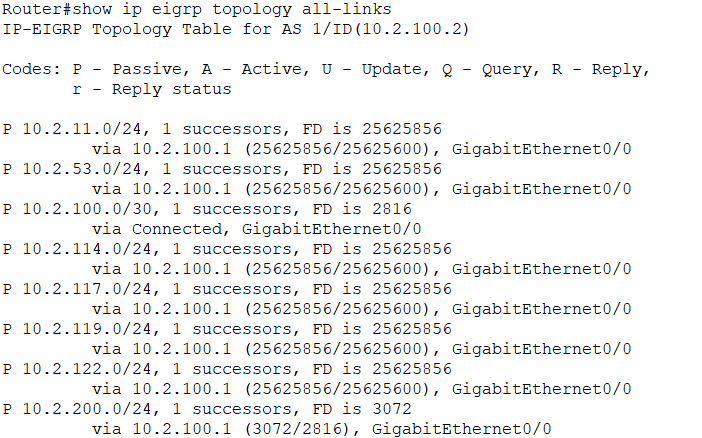 Router#show ip eigrp topology all-links
IP-EIGRP Topology Table for AS 1/ID(10.2.100.2)
Codes: P - Passive, A - Active, U - Update, Q - Query, R - Reply,
r - Reply status
P 10.2.11.0/24, 1 successors, FD is 25625856
via 10.2.100.1 (25625856/25625600), GigabitEthernet0/0
P 10.2.53.0/24, 1 successors, FD is 25625856
via 10.2.100.1 (25625856/25625600), GigabitEthernet0/0
P 10.2.100.0/30, 1 successors, FD is 2816
via Connected, GigabitEthernet0/0
P 10.2.114.0/24, 1 successors, FD is 25625856
via 10.2.100.1 (25625856/25625600), GigabitEthernet0/0
P 10.2.117.0/24, 1 successors, FD is 25625856
via 10.2.100.1 (25625856/25625600), GigabitEthernet0/0
P 10.2.119.0/24, 1 successors, FD is 25625856
via 10.2.100.1 (25625856/25625600), GigabitEthernet0/0
P 10.2.122.0/24, 1 successors, FD is 25625856
via 10.2.100.1 (25625856/25625600), GigabitEthernet0/0
P 10.2.200.0/24, 1 successors, FD is 3072
via 10.2.100.1 (3072/2816), GigabitEthernet0/0